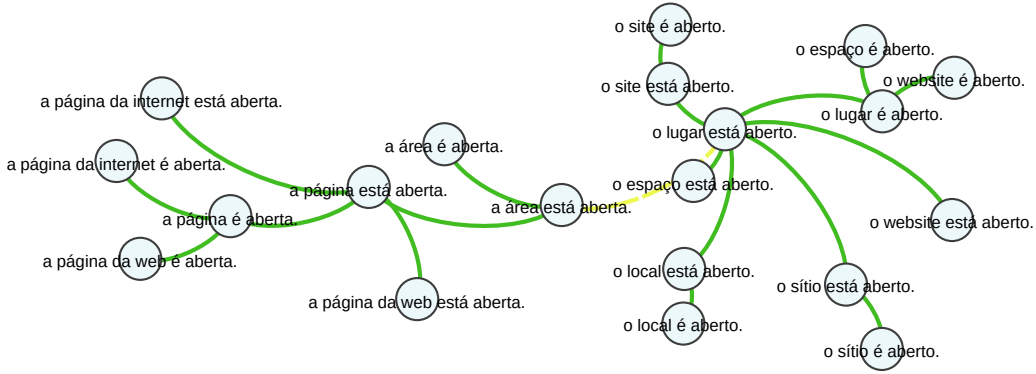 o site é aberto.
o espaço é aberto.
o website é aberto.
o site está aberto.
a página da internet está aberta.
o lugar é aberto.
o lugar está aberto.
a área é aberta.
a página da internet é aberta.
o espaço está aberto.
a página está aberta.
a área está aberta.
a página é aberta.
o website está aberto.
a página da web é aberta.
o local está aberto.
o sítio está aberto.
a página da web está aberta.
o local é aberto.
o sítio é aberto.